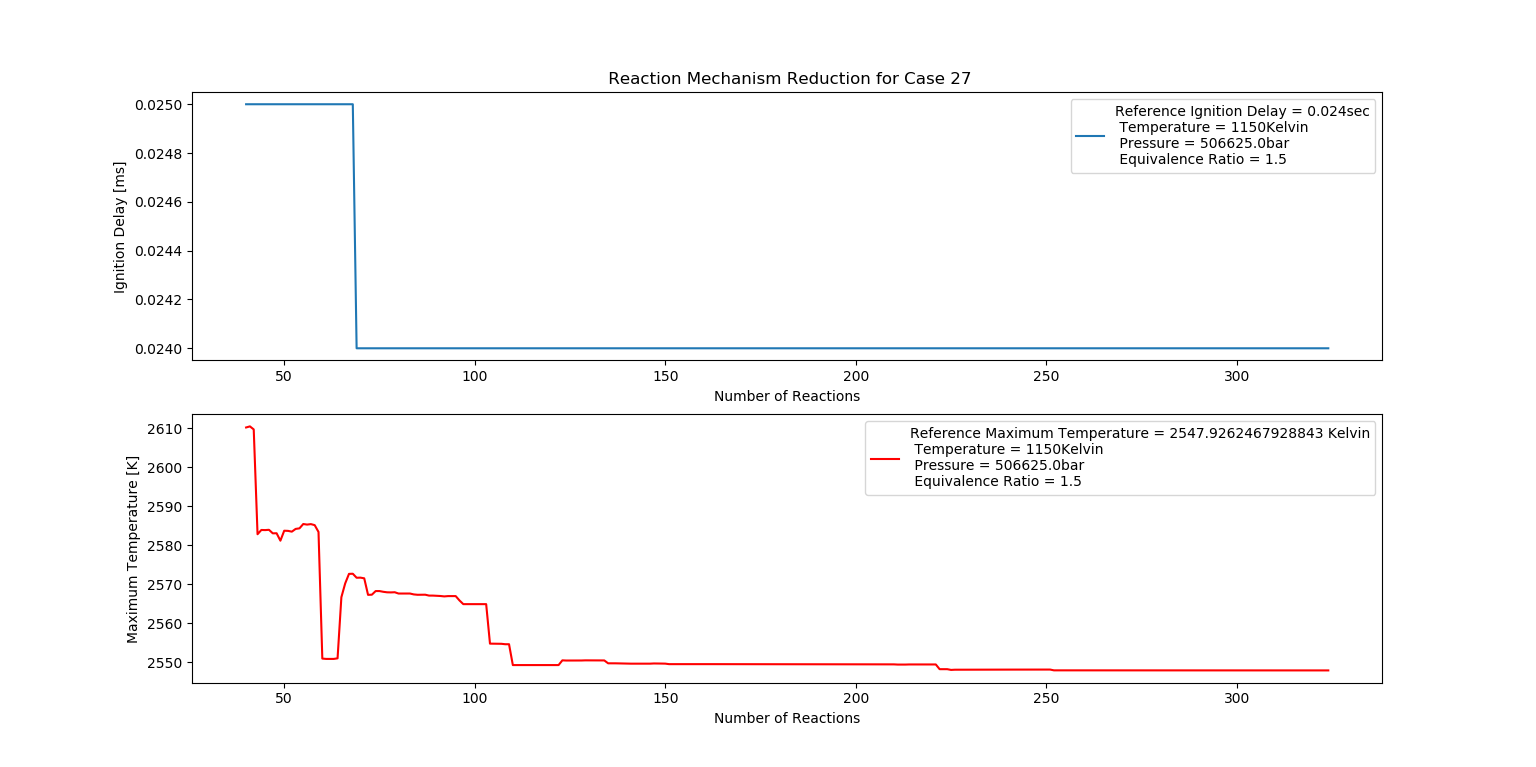 Reaction Mechanism Reduction for Case 27
0.0250
0.0248
0.0246
0.0244
0.0242
0.0240
Ignition Delay [ms]
Reference Ignition Delay = 0.024sec
Temperature = 1150Kelvin
Pressure = 506625.0bar
Equivalence Ratio = 1.5
50 100 150 200 250 300
Number of Reactions
2610
2600
2590
2580
2570
2560
2550
Maximum Temperature [K]
Reference Maximum Temperature = 2547.9262467928843 Kelvin
Temperature = 1150Kelvin
Pressure = 506625.0bar
Equivalence Ratio = 1.5
50 100 150 200 250 300
Number of Reactions